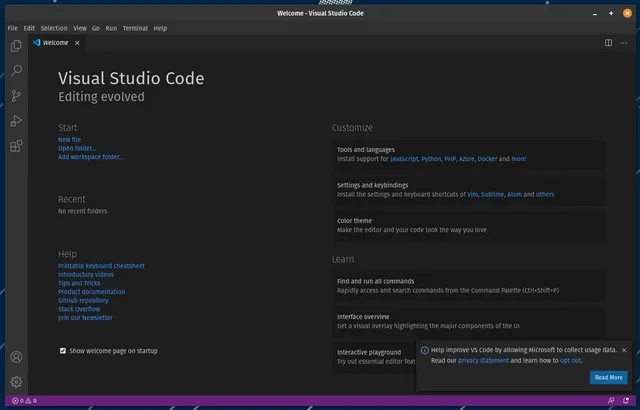 Welcome - Visual Studio Code
File Edit Selection View Go Run Terminal Help
Welcome
Visual Studio Code
Editing evolved
Start
New file
Open folder...
Add workspace folder...
Recent
No recent folders
Help
Printable keyboard cheatsheet
Introductory videos
Tips and Tricks
Product documentation
GitHub repository
Stack Overflow
Join our Newsletter
Show welcome page on startup
Customize
Tools and languages
Install support for JavaScript, Python, PHP, Azure, Docker and more
Settings and keybindings
Install the settings and keyboard shortcuts of Vim, Sublime, Atom and others
Color theme
Make the editor and your code look the way you love
Learn
Find and run all commands
Rapidly access and search commands from the Command Palette (Ctrl+Shift+P)
Interface overview
Get a visual overlay highlighting the major components of the UI
Interactive playground
Try out essential editor fea
Help improve VS Code by allowing Microsoft to collect usage data.
Read our privacy statement and learn how to opt out.
Read More
0 0